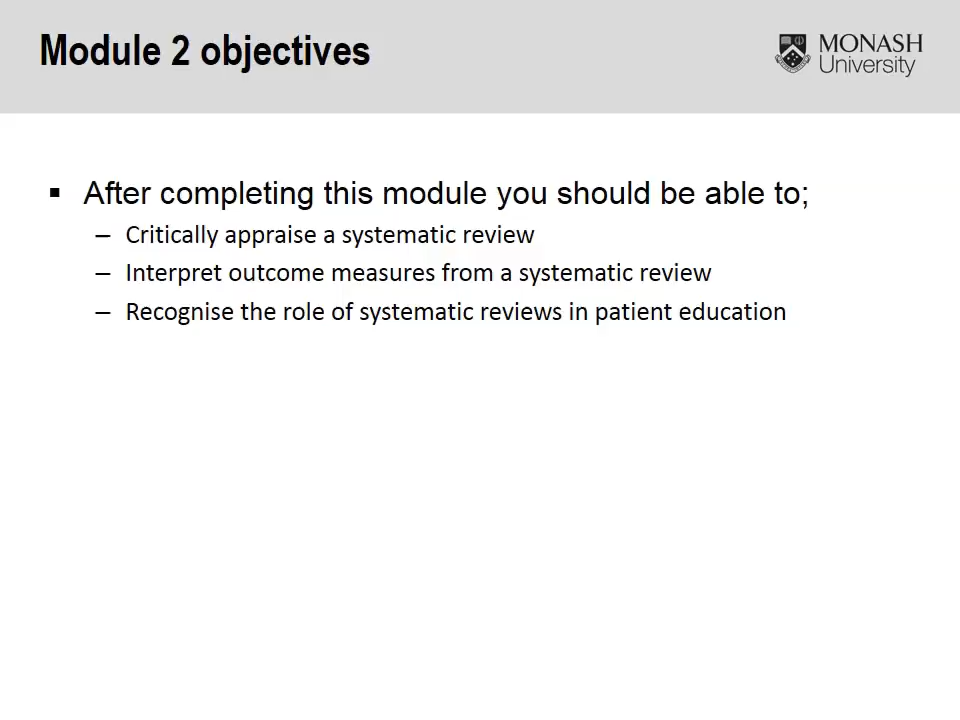 Module 2 objectives
MONASH
University
▪ After completing this module you should be able to;
– Critically appraise a systematic review
– Interpret outcome measures from a systematic review
– Recognise the role of systematic reviews in patient education